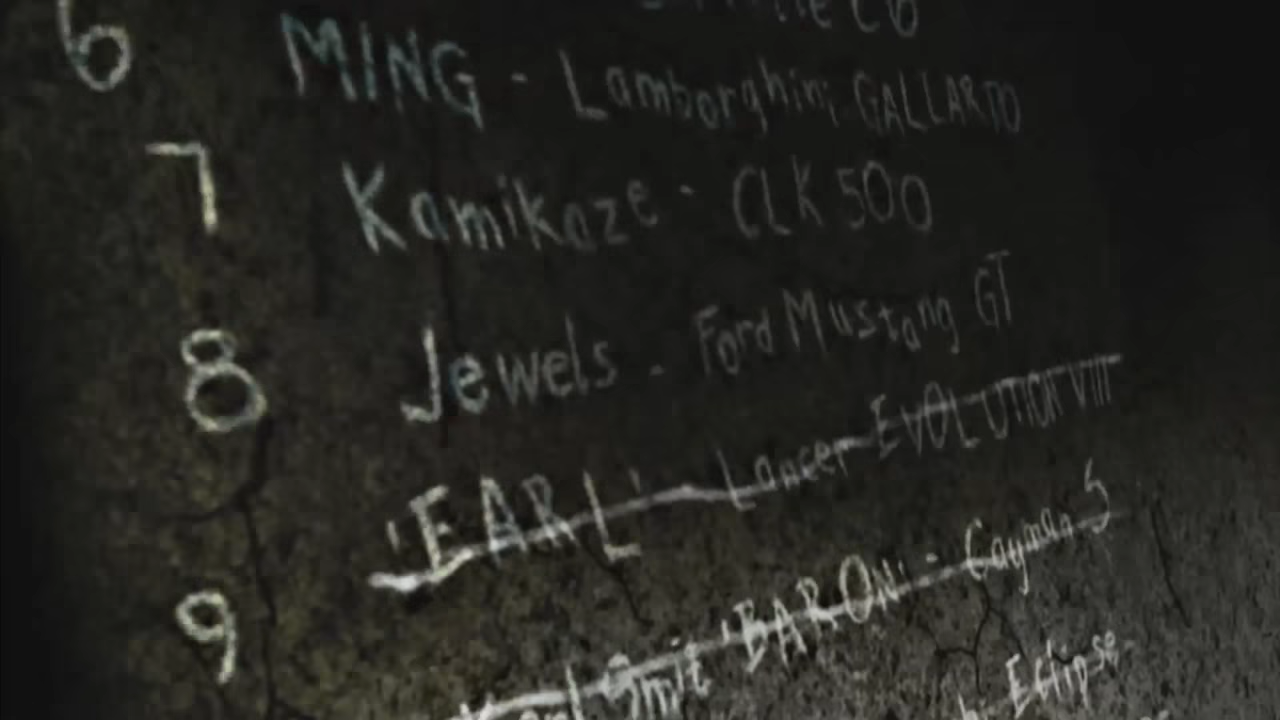 6 MING - Lamborghini GALLARDO
7 Kamikaze - CLK 500
8 Jewels - Ford Mustang GT
'EARL' - Lancer EVOLUTION VIII
9 'BARON' - Cayman S
Eclipse